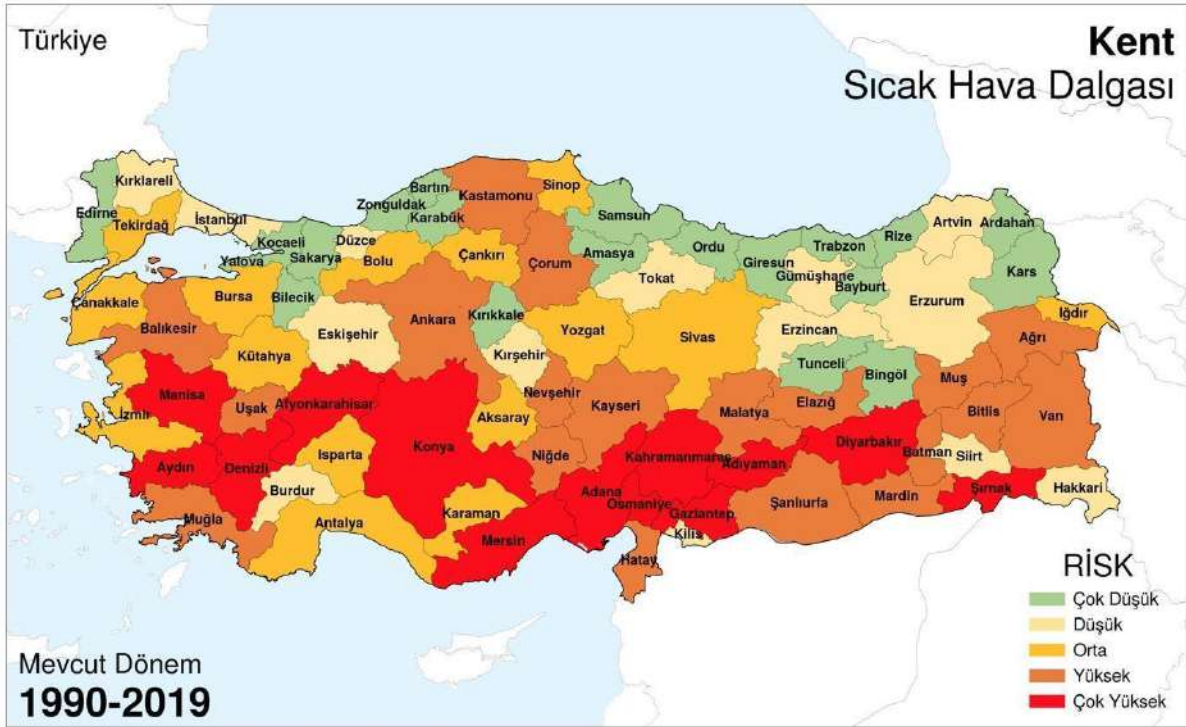 Türkiye
Kent
Sıcak Hava Dalgası
Kırklareli
Edirne
Tekirdağ
İstanbul
Kocaeli
Yalova
Sakarya
Düzce
Bolu
Zonguldak
Bartın
Karabük
Kastamonu
Sinop
Çankırı
Çorum
Samsun
Amasya
Ordu
Tokat
Giresun
Gümüşhane
Trabzon
Bayburt
Rize
Artvin
Ardahan
Kars
Erzurum
Iğdır
Ağrı
Çanakkale
Balıkesir
Bursa
Bilecik
Kütahya
Eskişehir
Ankara
Kırıkkale
Kırşehir
Yozgat
Sivas
Erzincan
Tunceli
Bingöl
Muş
Bitlis
Van
İzmir
Manisa
Uşak
Afyonkarahisar
Konya
Aksaray
Nevşehir
Kayseri
Niğde
Malatya
Elazığ
Diyarbakır
Batman
Siirt
Hakkari
Şırnak
Aydın
Denizli
Isparta
Burdur
Muğla
Antalya
Karaman
Mersin
Adana
Osmaniye
Kahramanmaraş
Adıyaman
Gaziantep
Kilis
Hatay
Şanlıurfa
Mardin
RİSK
Çok Düşük
Düşük
Orta
Yüksek
Çok Yüksek
Mevcut Dönem
1990-2019